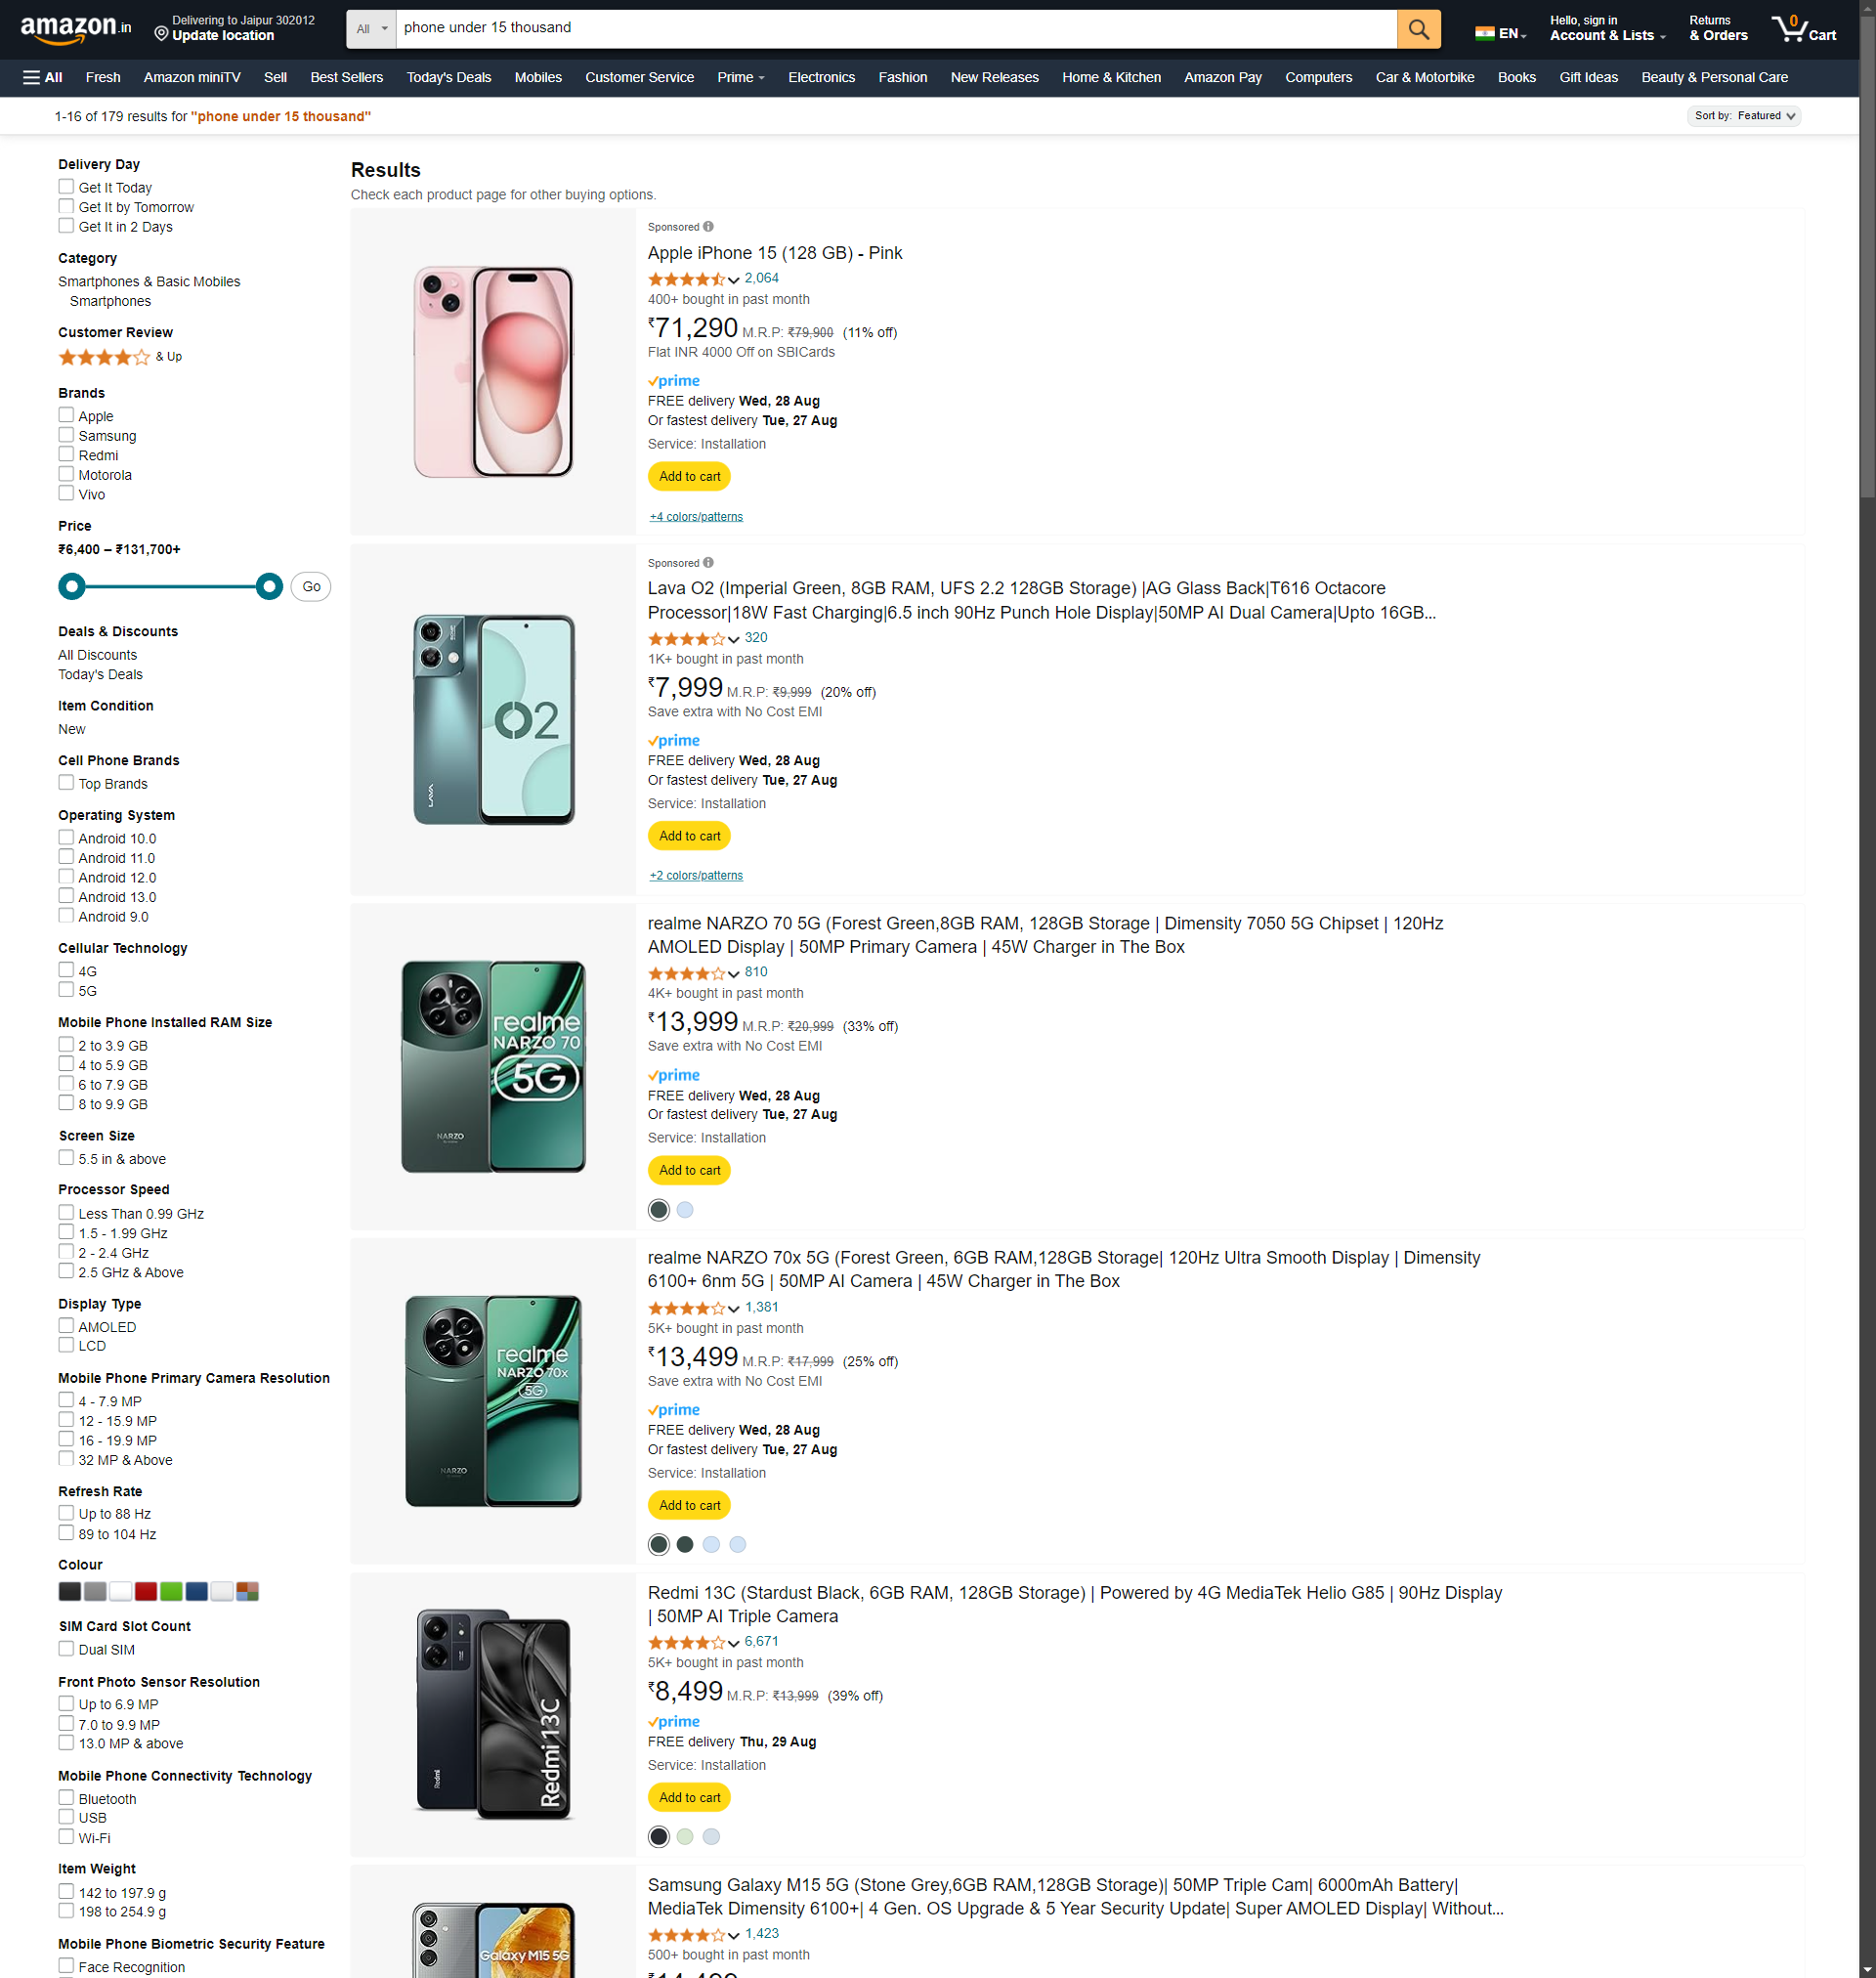 amazon.in
Delivering to Jaipur 302012
Update location
All
phone under 15 thousand
EN
Hello, sign in
Account & Lists
Returns
& Orders
0
Cart
All
Fresh
Amazon miniTV
Sell
Best Sellers
Today's Deals
Mobiles
Customer Service
Prime
Electronics
Fashion
New Releases
Home & Kitchen
Amazon Pay
Computers
Car & Motorbike
Books
Gift Ideas
Beauty & Personal Care
1-16 of 179 results for "phone under 15 thousand"
Sort by: Featured
Delivery Day
Get It Today
Get It by Tomorrow
Get It in 2 Days
Category
Smartphones & Basic Mobiles
Smartphones
Customer Review
& Up
Brands
Apple
Samsung
Redmi
Motorola
Vivo
Price
₹6,400 – ₹131,700+
Go
Deals & Discounts
All Discounts
Today's Deals
Item Condition
New
Cell Phone Brands
Top Brands
Operating System
Android 10.0
Android 11.0
Android 12.0
Android 13.0
Android 9.0
Cellular Technology
4G
5G
Mobile Phone Installed RAM Size
2 to 3.9 GB
4 to 5.9 GB
6 to 7.9 GB
8 to 9.9 GB
Screen Size
5.5 in & above
Processor Speed
Less Than 0.99 GHz
1.5 - 1.99 GHz
2 - 2.4 GHz
2.5 GHz & Above
Display Type
AMOLED
LCD
Mobile Phone Primary Camera Resolution
4 - 7.9 MP
12 - 15.9 MP
16 - 19.9 MP
32 MP & Above
Refresh Rate
Up to 88 Hz
89 to 104 Hz
Colour
SIM Card Slot Count
Dual SIM
Front Photo Sensor Resolution
Up to 6.9 MP
7.0 to 9.9 MP
13.0 MP & above
Mobile Phone Connectivity Technology
Bluetooth
USB
Wi-Fi
Item Weight
142 to 197.9 g
198 to 254.9 g
Mobile Phone Biometric Security Feature
Face Recognition
Results
Check each product page for other buying options.
Sponsored
Apple iPhone 15 (128 GB) - Pink
2,064
400+ bought in past month
₹71,290 M.R.P: ₹79,900 (11% off)
Flat INR 4000 Off on SBICards
prime
FREE delivery Wed, 28 Aug
Or fastest delivery Tue, 27 Aug
Service: Installation
Add to cart
+4 colors/patterns
O2
LAVA
Sponsored
Lava O2 (Imperial Green, 8GB RAM, UFS 2.2 128GB Storage) |AG Glass Back|T616 Octacore
Processor|18W Fast Charging|6.5 inch 90Hz Punch Hole Display|50MP AI Dual Camera|Upto 16GB...
320
1K+ bought in past month
₹7,999 M.R.P: ₹9,999 (20% off)
Save extra with No Cost EMI
prime
FREE delivery Wed, 28 Aug
Or fastest delivery Tue, 27 Aug
Service: Installation
Add to cart
+2 colors/patterns
realme
NARZO 70
5G
NARZO
realme NARZO 70 5G (Forest Green,8GB RAM, 128GB Storage | Dimensity 7050 5G Chipset | 120Hz
AMOLED Display | 50MP Primary Camera | 45W Charger in The Box
810
4K+ bought in past month
₹13,999 M.R.P: ₹20,999 (33% off)
Save extra with No Cost EMI
prime
FREE delivery Wed, 28 Aug
Or fastest delivery Tue, 27 Aug
Service: Installation
Add to cart
realme
NARZO 70x
5G
NARZO
realme NARZO 70x 5G (Forest Green, 6GB RAM,128GB Storage| 120Hz Ultra Smooth Display | Dimensity
6100+ 6nm 5G | 50MP AI Camera | 45W Charger in The Box
1,381
5K+ bought in past month
₹13,499 M.R.P: ₹17,999 (25% off)
Save extra with No Cost EMI
prime
FREE delivery Wed, 28 Aug
Or fastest delivery Tue, 27 Aug
Service: Installation
Add to cart
Redmi 13C
Redmi
Redmi 13C (Stardust Black, 6GB RAM, 128GB Storage) | Powered by 4G MediaTek Helio G85 | 90Hz Display
| 50MP AI Triple Camera
6,671
5K+ bought in past month
₹8,499 M.R.P: ₹13,999 (39% off)
prime
FREE delivery Thu, 29 Aug
Service: Installation
Add to cart
Galaxy M15 5G
Samsung Galaxy M15 5G (Stone Grey,6GB RAM,128GB Storage)| 50MP Triple Cam| 6000mAh Battery|
MediaTek Dimensity 6100+| 4 Gen. OS Upgrade & 5 Year Security Update| Super AMOLED Display| Without...
1,423
500+ bought in past month